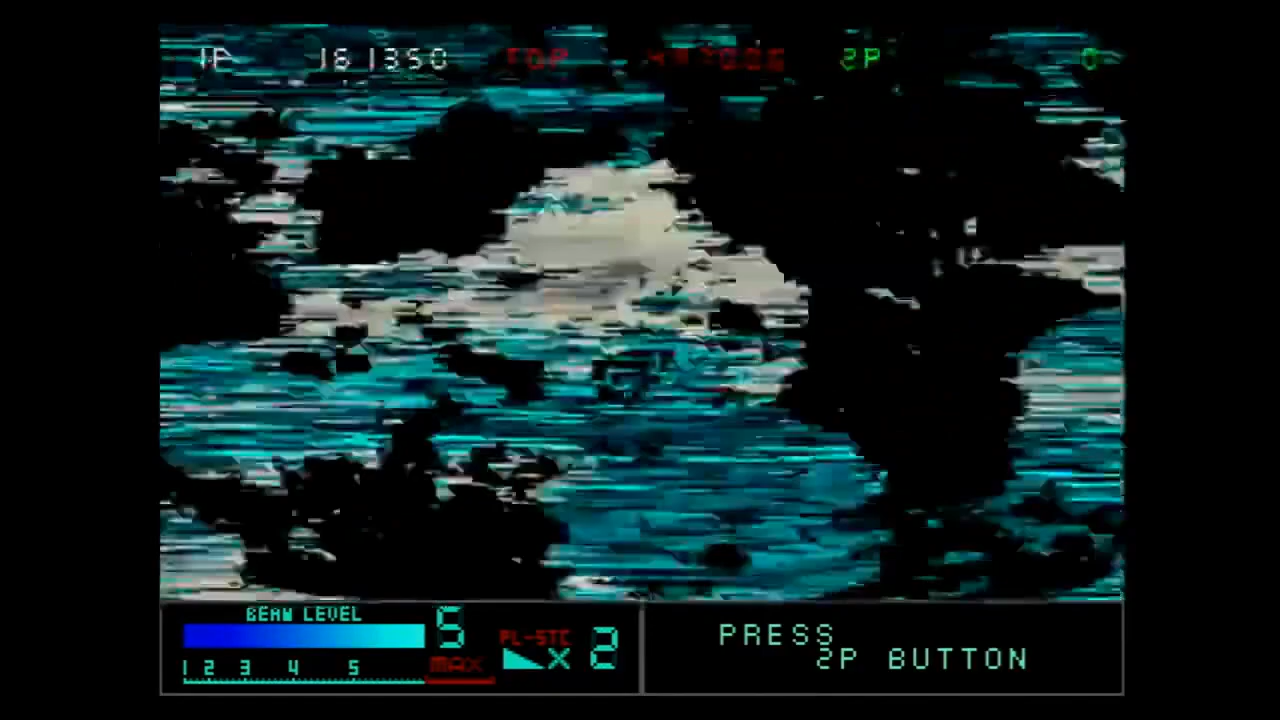 1P 161350 TOP 2P 0
BEAM LEVEL 5 PL-STC
X 2
1 2 3 4 5 MAX
PRESS
2P BUTTON